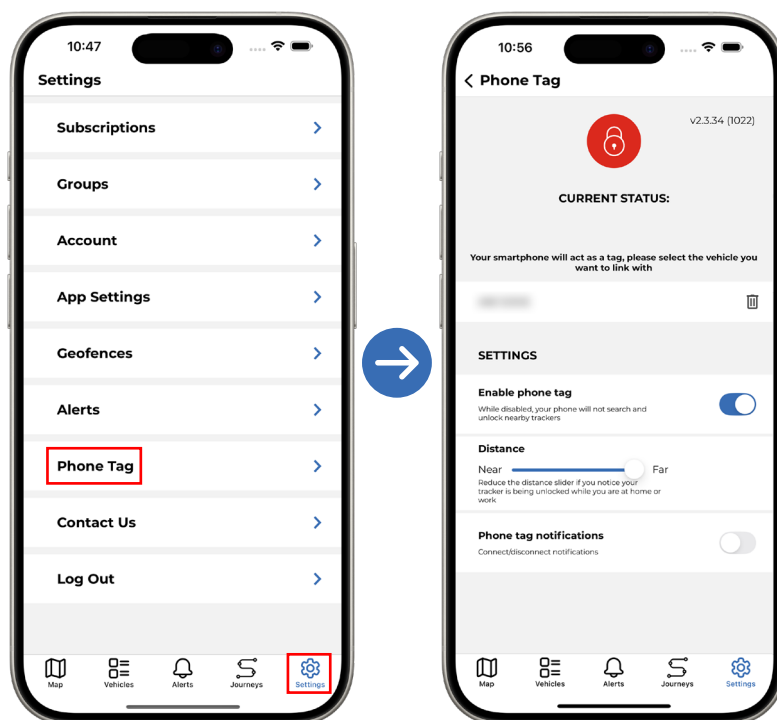 10:47
Settings
Subscriptions
Groups
Account
App Settings
Geofences
Alerts
Phone Tag
Contact Us
Log Out
Map
Vehicles
Alerts
Journeys
Settings
10:56
Phone Tag
v2.3.34 (1022)
CURRENT STATUS:
Your smartphone will act as a tag, please select the vehicle you
want to link with
SETTINGS
Enable phone tag
While disabled, your phone will not search and
unlock nearby trackers
Distance
Near Far
Reduce the distance slider if you notice your
tracker is being unlocked while you are at home or
work
Phone tag notifications
Connect/disconnect notifications
Map
Vehicles
Alerts
Journeys
Settings